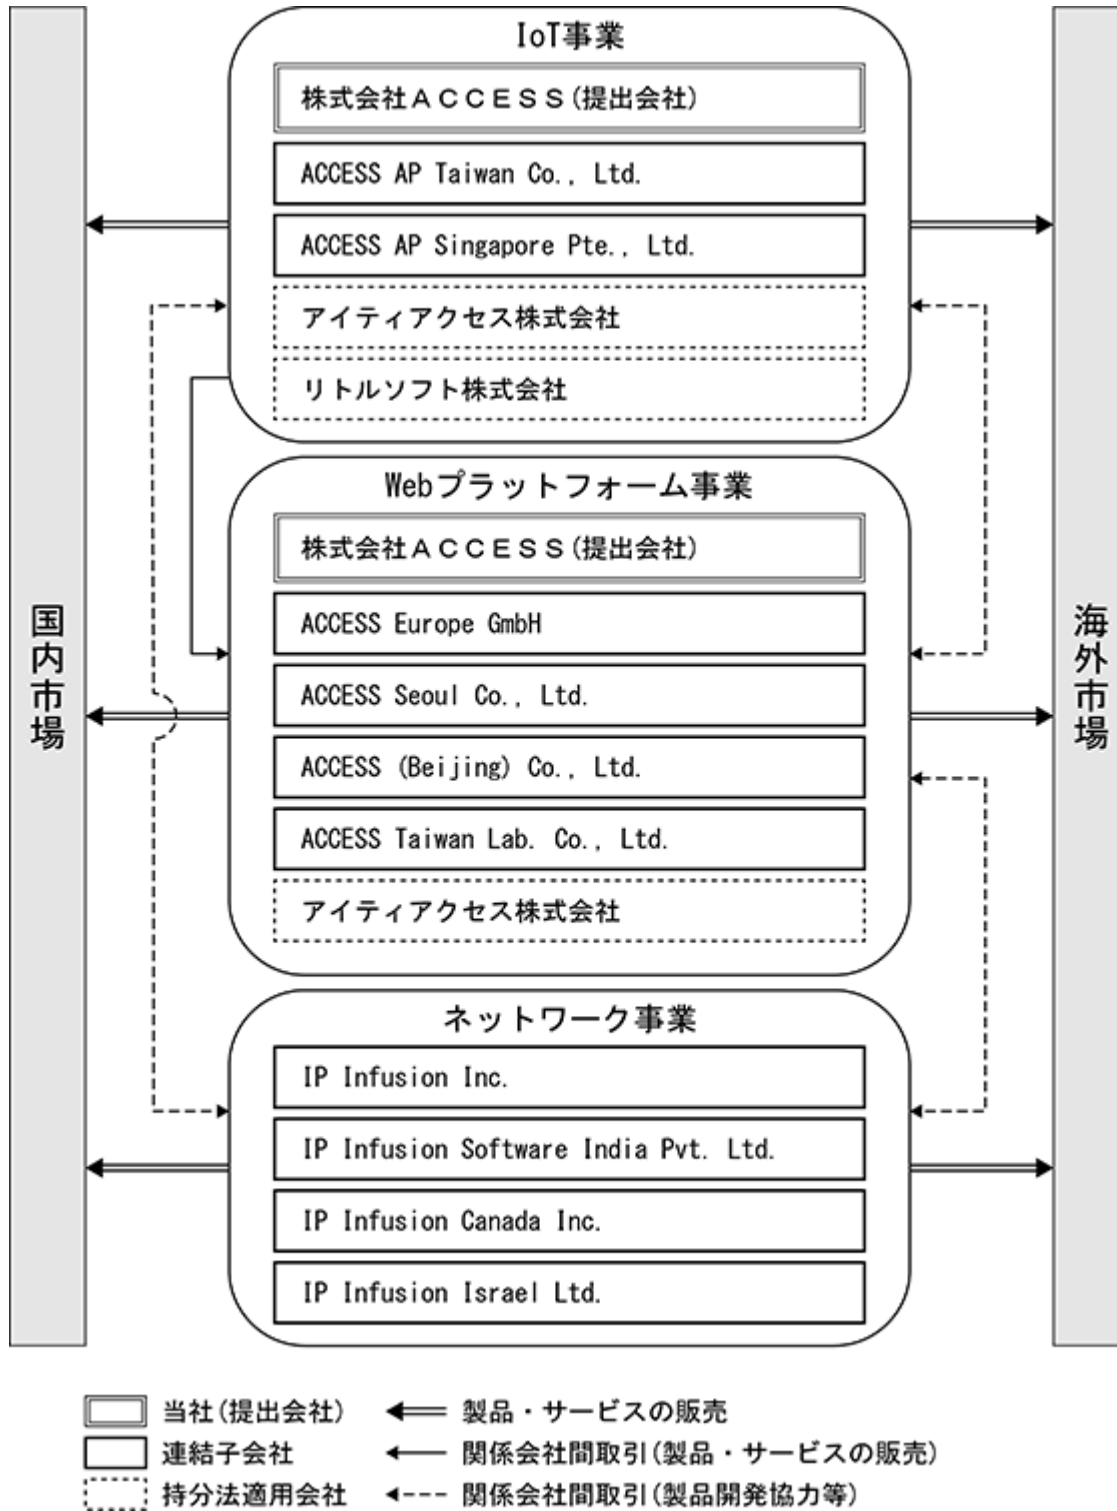 IoT事業
株式会社ＡＣＣＥＳＳ(提出会社)
ACCESS AP Taiwan Co., Ltd.
ACCESS AP Singapore Pte., Ltd.
アイティアクセス株式会社
リトルソフト株式会社
Webプラットフォーム事業
株式会社ＡＣＣＥＳＳ(提出会社)
ACCESS Europe GmbH
ACCESS Seoul Co., Ltd.
ACCESS (Beijing) Co., Ltd.
ACCESS Taiwan Lab. Co., Ltd.
アイティアクセス株式会社
ネットワーク事業
IP Infusion Inc.
IP Infusion Software India Pvt. Ltd.
IP Infusion Canada Inc.
IP Infusion Israel Ltd.
国内市場
海外市場
当社(提出会社)
製品・サービスの販売
連結子会社
関係会社間取引(製品・サービスの販売)
持分法適用会社
関係会社間取引(製品開発協力等)